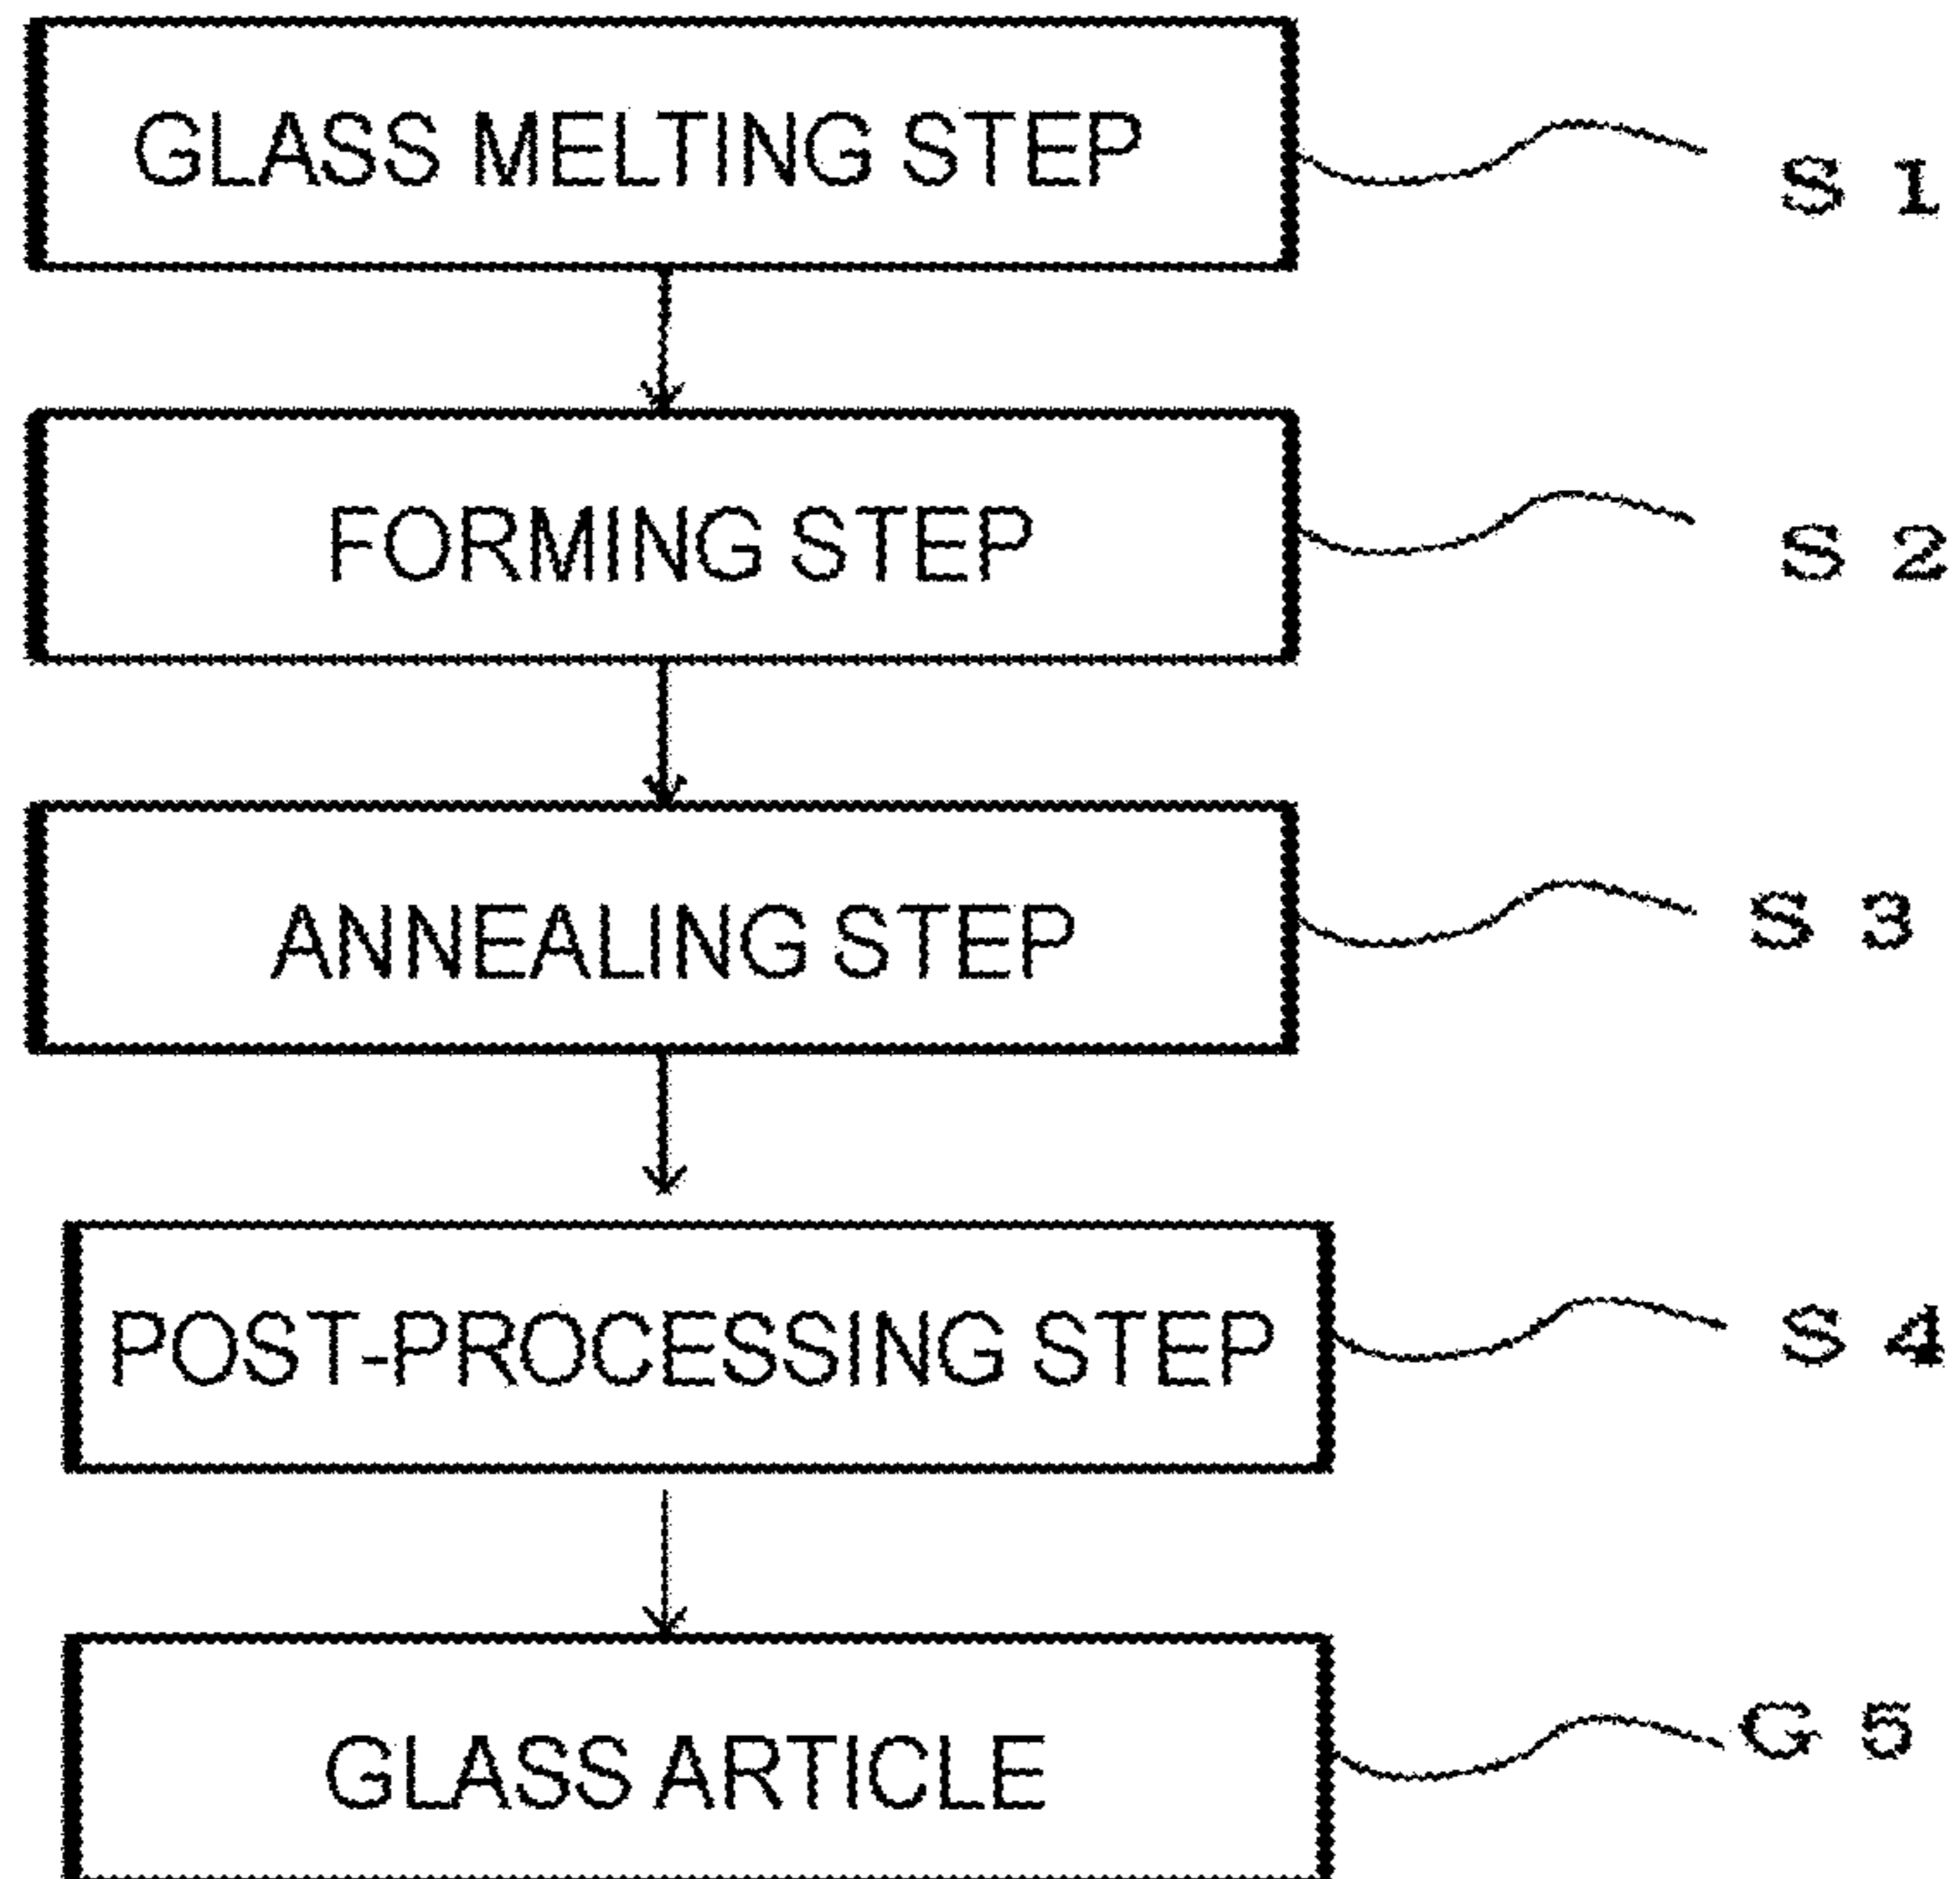 GLASS MELTING STEP S 1
FORMING STEP S 2
ANNEALING STEP S 3
POST-PROCESSING STEP S 4
GLASS ARTICLE G 5